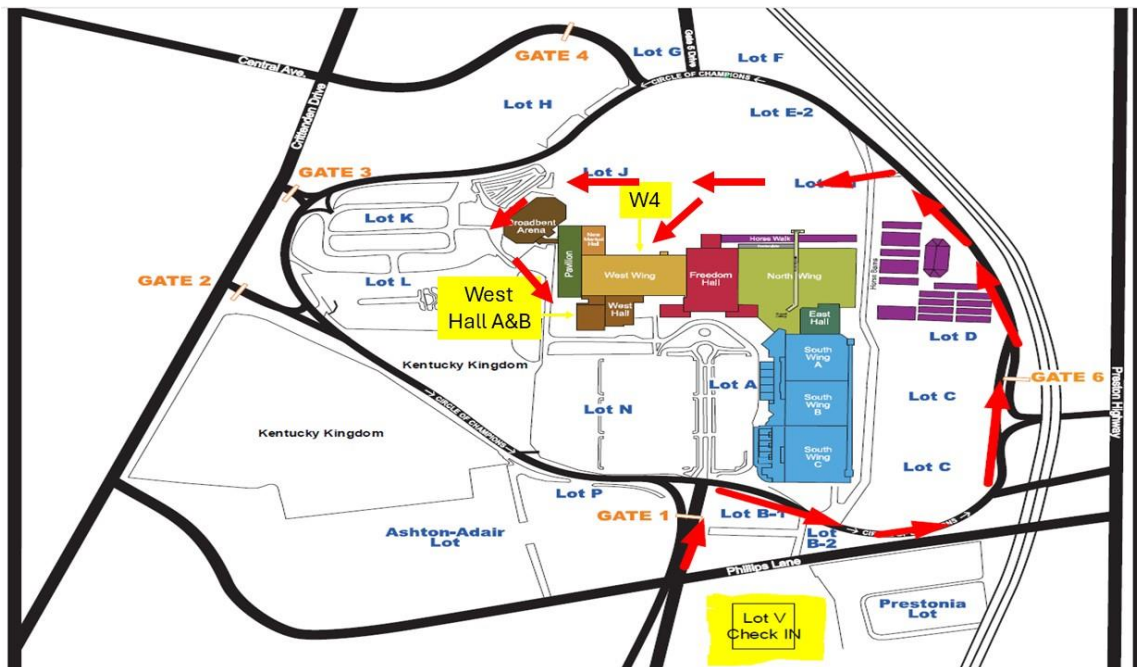 GATE 4
Lot G
Gate 5 Drive
Lot F
Central Ave.
CIRCLE OF CHAMPIONS
Crittenden Drive
Lot H
Lot E-2
GATE 3
Lot J
W4
Lot K
Broadbent
Arena
New
Market
Hall
Pavilion
West Wing
Freedom
Hall
Horse Walk
North Wing
Horse Barns
GATE 2
Lot L
West
Hall A&B
West
Hall
East
Hall
Lot D
South
Wing
A
Kentucky Kingdom
Lot A
GATE 6
Preston Highway
Lot C
South
Wing
B
Lot N
CIRCLE OF CHAMPIONS
Kentucky Kingdom
South
Wing
C
Lot C
Lot P
GATE 1
Lot B-1
Ashton-Adair
Lot
Lot
B-2
Phillips Lane
Lot V
Check IN
Prestonia
Lot